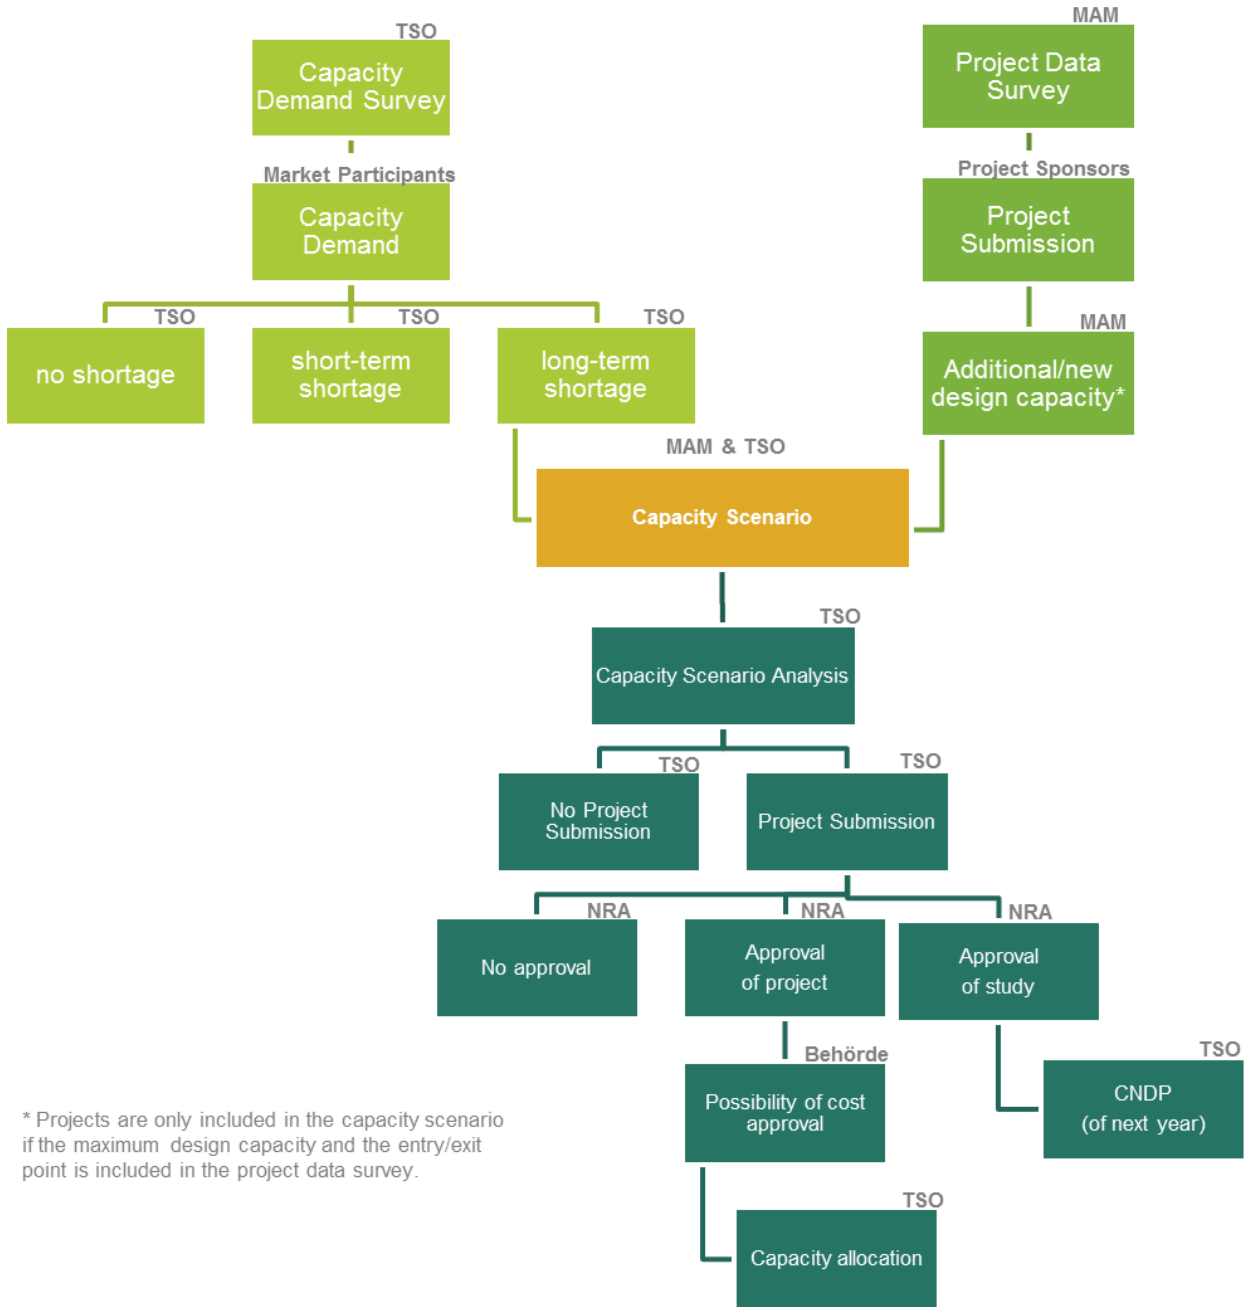 TSO
Capacity
Demand Survey
MAM
Project Data
Survey
Market Participants
Capacity
Demand
Project Sponsors
Project
Submission
TSO
no shortage
TSO
short-term
shortage
TSO
long-term
shortage
MAM
Additional/new
design capacity*
MAM & TSO
Capacity Scenario
TSO
Capacity Scenario Analysis
TSO
No Project
Submission
TSO
Project Submission
NRA
No approval
NRA
Approval
of project
NRA
Approval
of study
Behörde
Possibility of cost
approval
TSO
CNDP
(of next year)
* Projects are only included in the capacity scenario
if the maximum design capacity and the entry/exit
point is included in the project data survey.
TSO
Capacity allocation